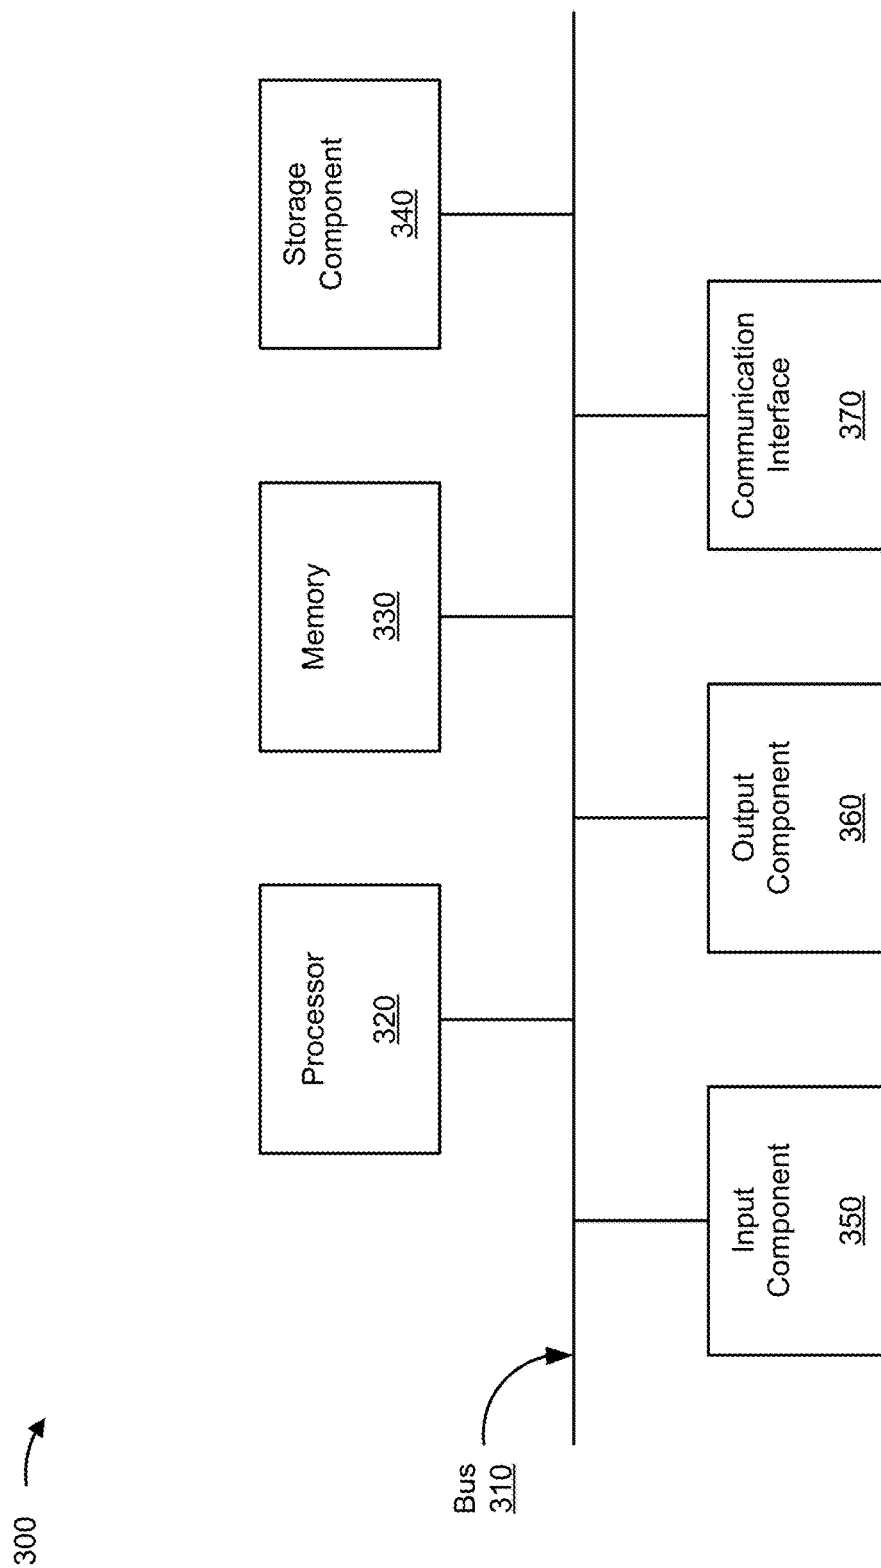 300
Bus
310
Processor
320
Memory
330
Storage
Component
340
Input
Component
350
Output
Component
360
Communication
Interface
370